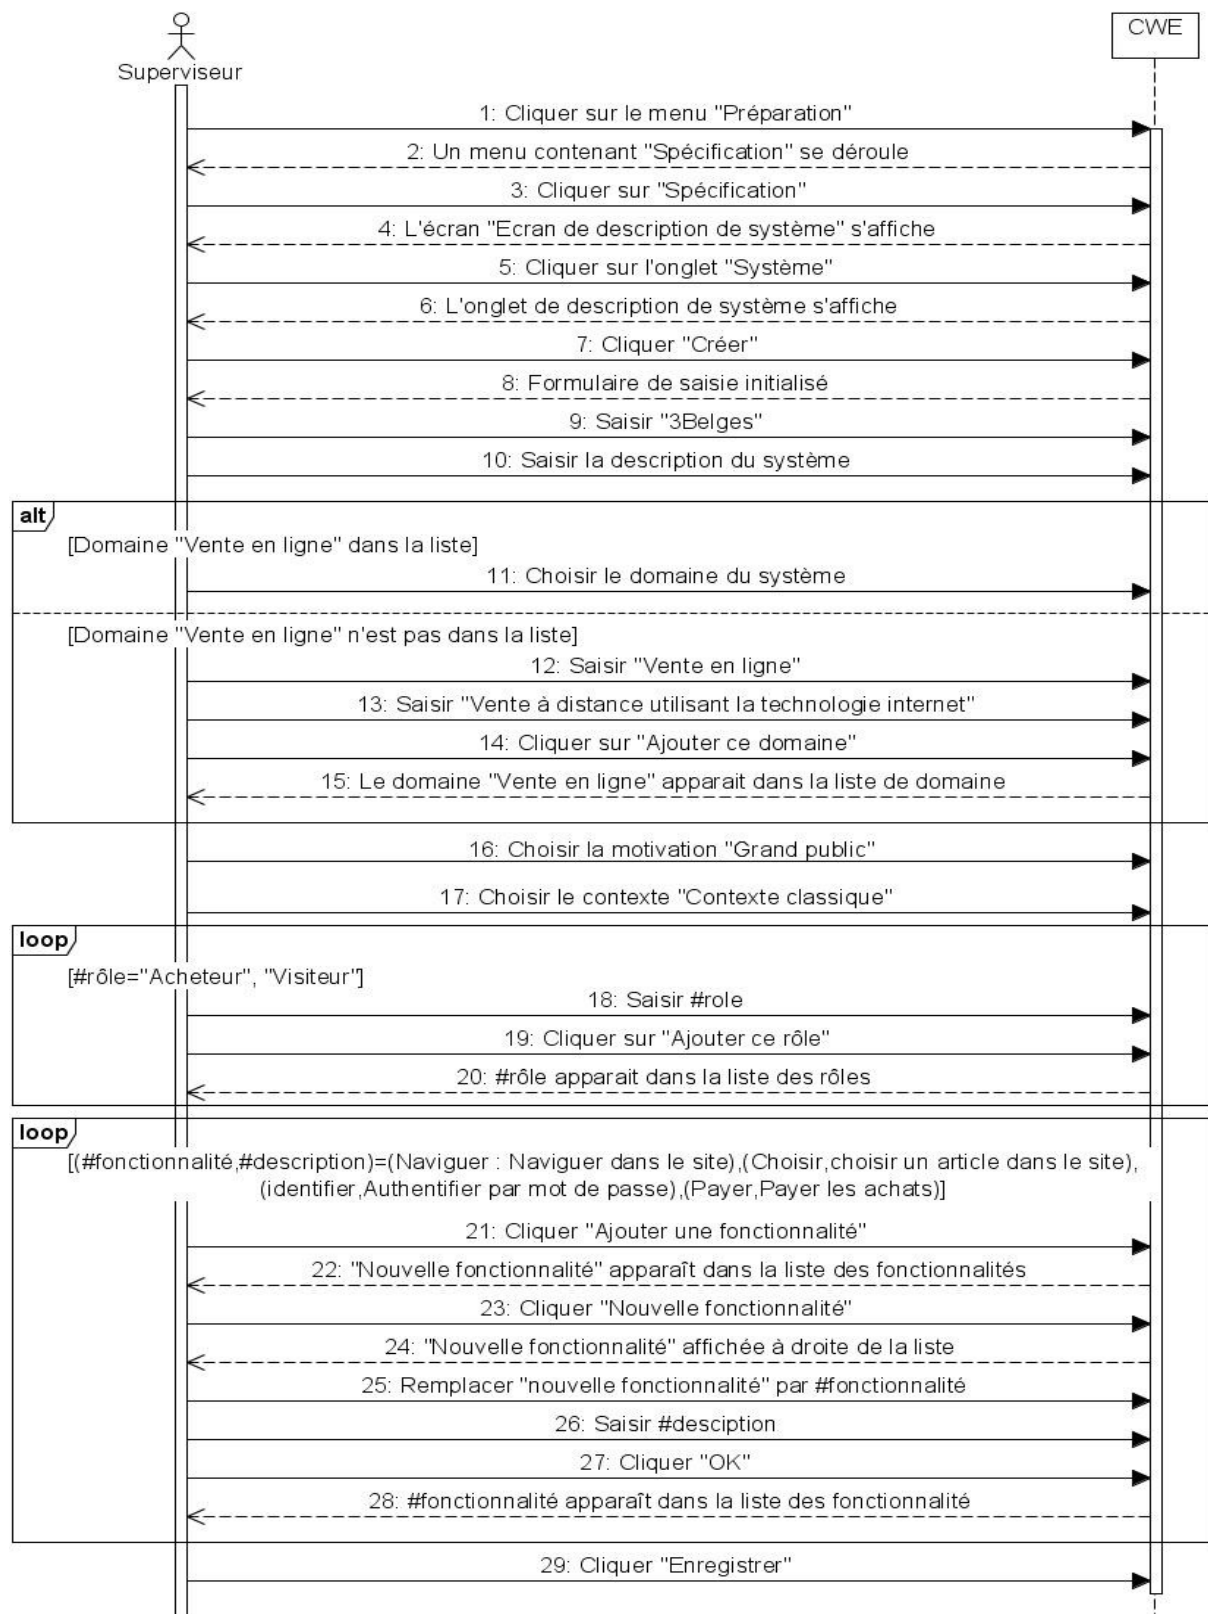 CWE
Superviseur
1: Cliquer sur le menu "Préparation"
2: Un menu contenant "Spécification" se déroule
3: Cliquer sur "Spécification"
4: L'écran "Ecran de description de système" s'affiche
5: Cliquer sur l'onglet "Système"
6: L'onglet de description de système s'affiche
7: Cliquer "Créer"
8: Formulaire de saisie initialisé
9: Saisir "3Belges"
10: Saisir la description du système
alt
[Domaine "Vente en ligne" dans la liste]
11: Choisir le domaine du système
[Domaine "Vente en ligne" n'est pas dans la liste]
12: Saisir "Vente en ligne"
13: Saisir "Vente à distance utilisant la technologie internet"
14: Cliquer sur "Ajouter ce domaine"
15: Le domaine "Vente en ligne" apparait dans la liste de domaine
16: Choisir la motivation "Grand public"
17: Choisir le contexte "Contexte classique"
loop
[#rôle="Acheteur", "Visiteur"]
18: Saisir #role
19: Cliquer sur "Ajouter ce rôle"
20: #rôle apparait dans la liste des rôles
loop
[(#fonctionnalité,#description)=(Naviguer : Naviguer dans le site),(Choisir,choisir un article dans le site),
(identifier,Authentifier par mot de passe),(Payer,Payer les achats)]
21: Cliquer "Ajouter une fonctionnalité"
22: "Nouvelle fonctionnalité" apparaît dans la liste des fonctionnalités
23: Cliquer "Nouvelle fonctionnalité"
24: "Nouvelle fonctionnalité" affichée à droite de la liste
25: Remplacer "nouvelle fonctionnalité" par #fonctionnalité
26: Saisir #desciption
27: Cliquer "OK"
28: #fonctionnalité apparaît dans la liste des fonctionnalité
29: Cliquer "Enregistrer"